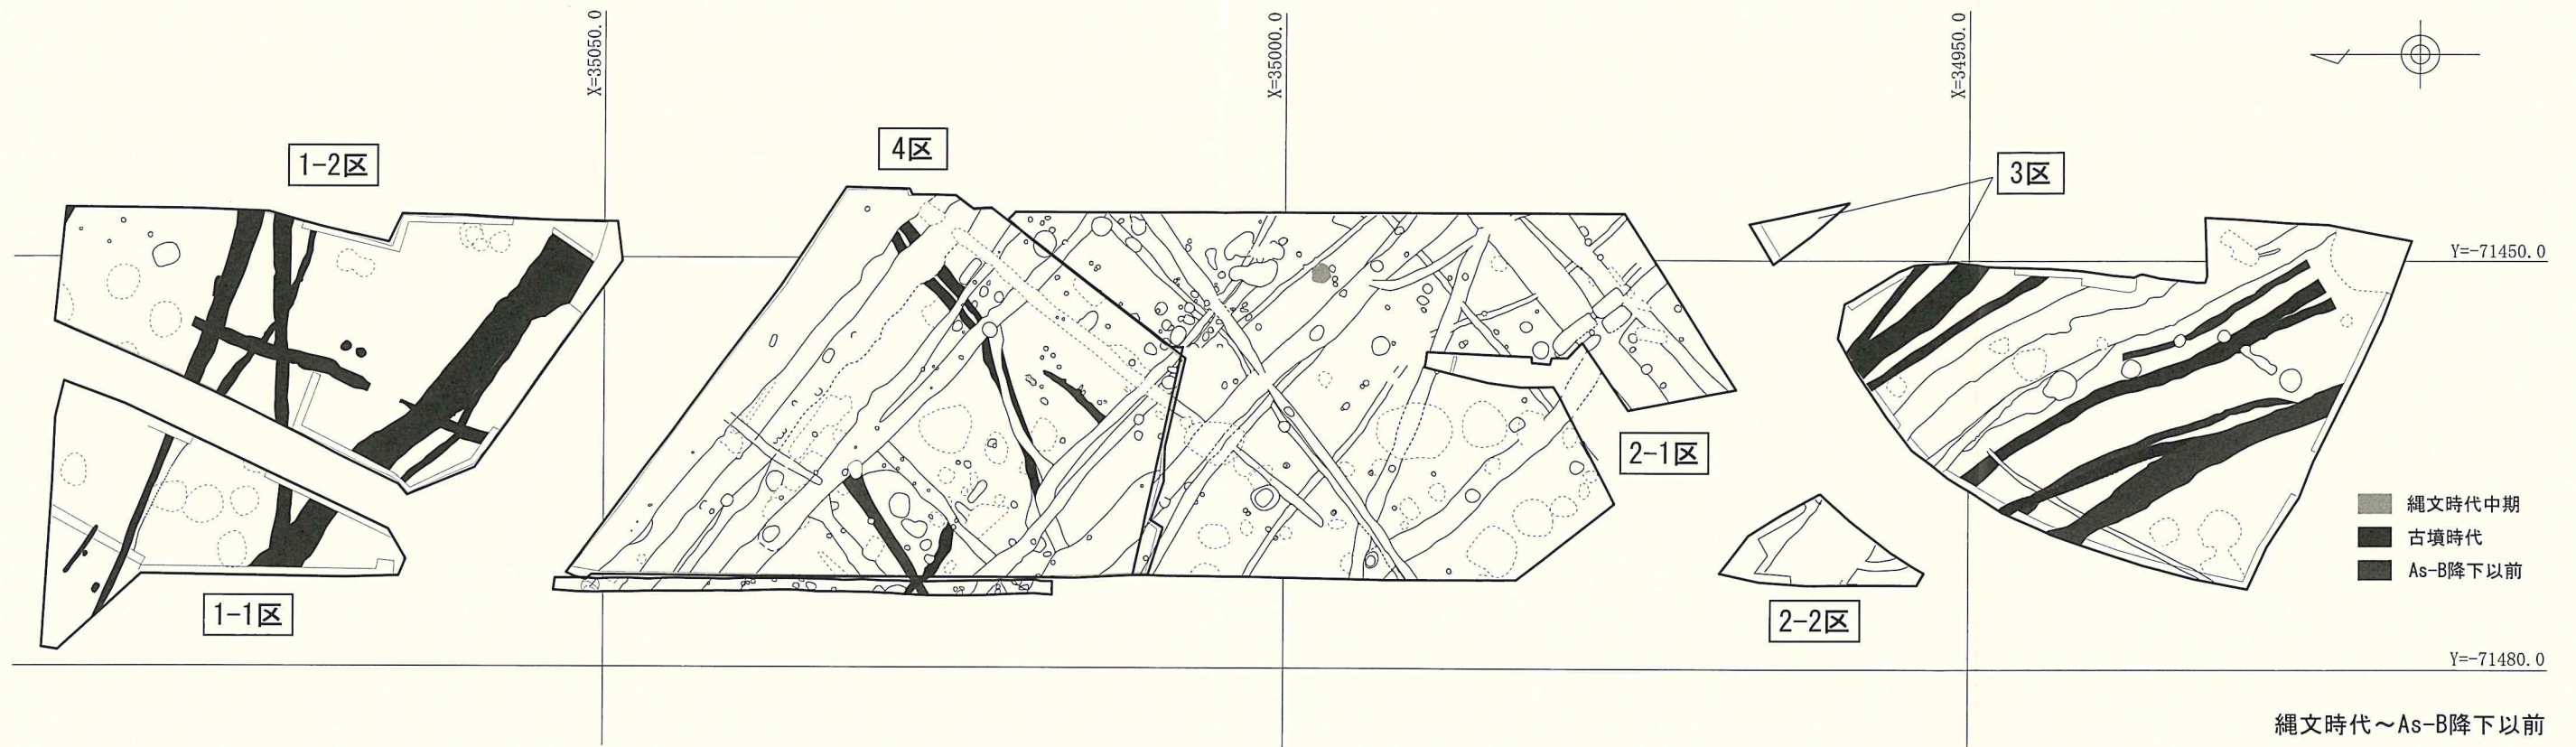 X=35050.0
X=35000.0
X=34950.0
1-2区
4区
3区
Y=-71450.0
2-1区
縄文時代中期
古墳時代
As-B降下以前
1-1区
2-2区
Y=-71480.0
縄文時代～As-B降下以前